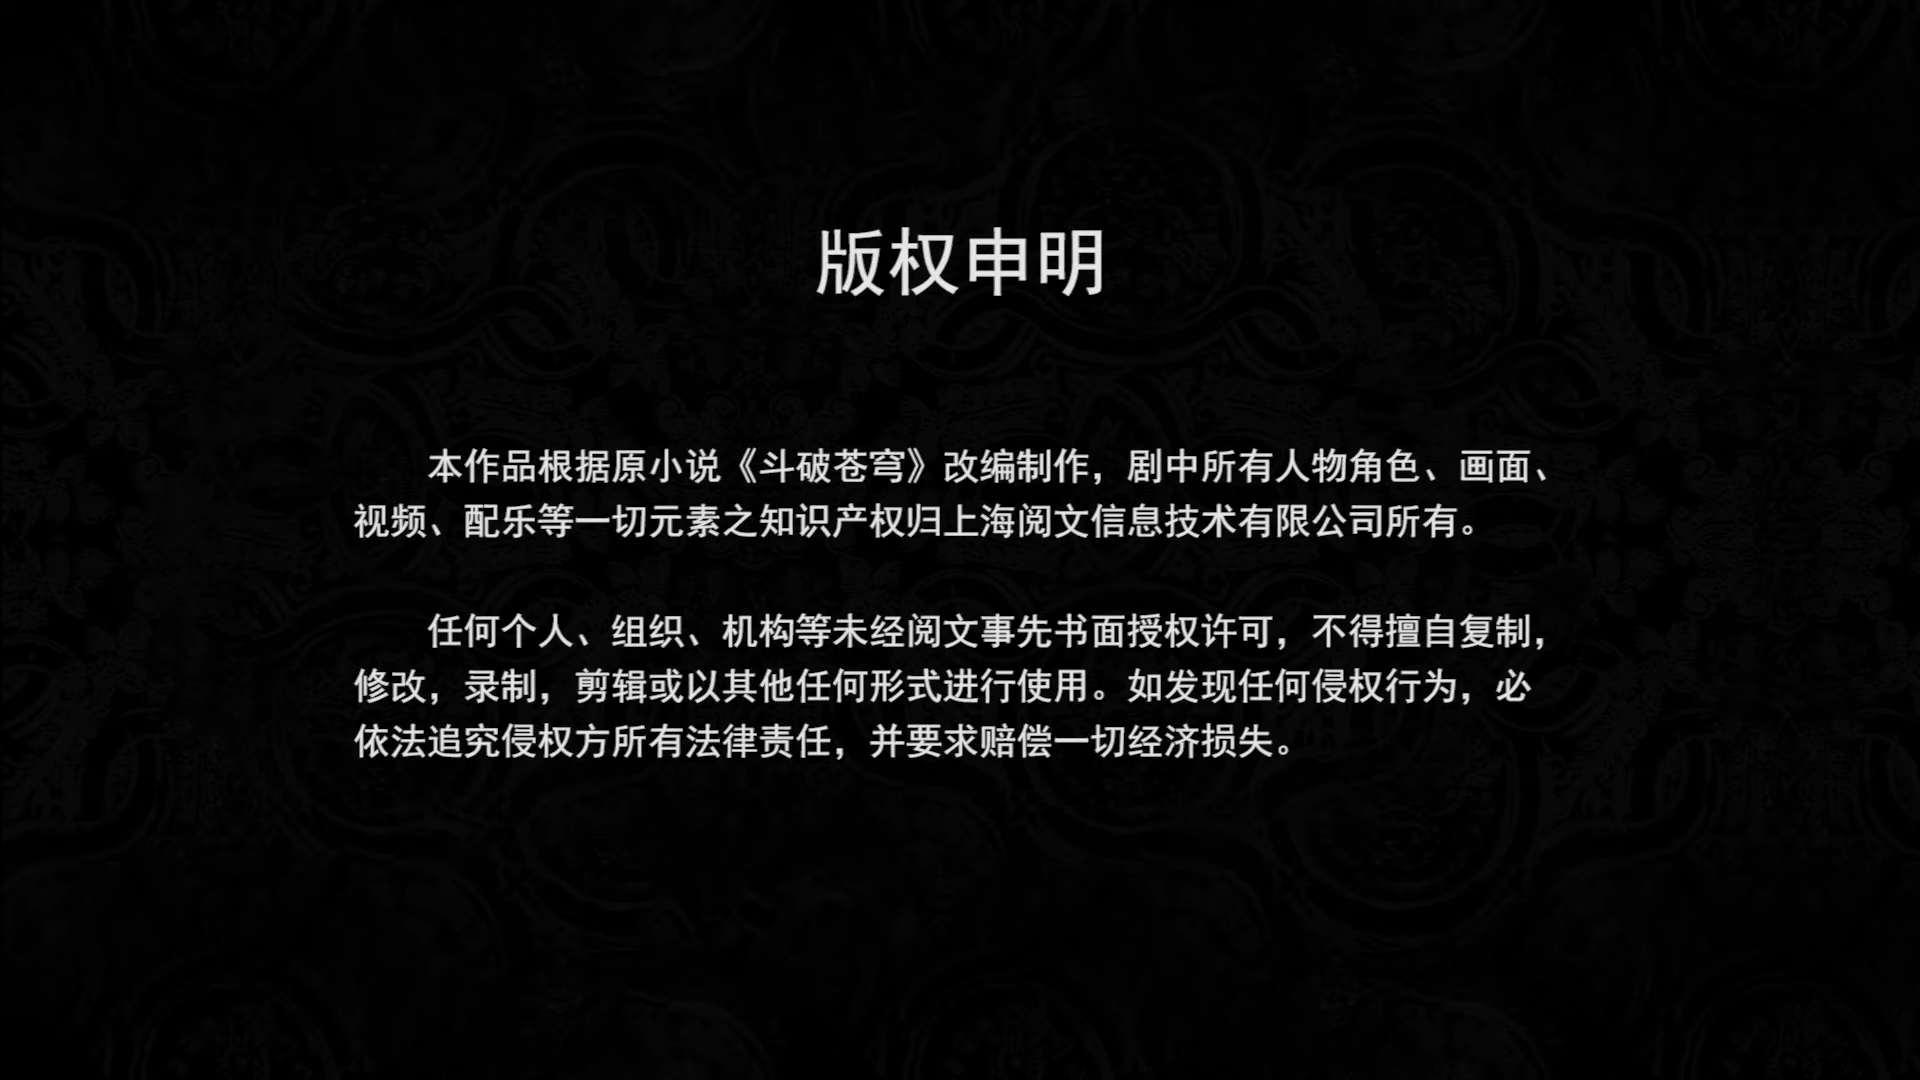 版权申明
本作品根据原小说《斗破苍穹》改编制作，剧中所有人物角色、画面、
视频、配乐等一切元素之知识产权归上海阅文信息技术有限公司所有。
任何个人、组织、机构等未经阅文事先书面授权许可，不得擅自复制，
修改，录制，剪辑或以其他任何形式进行使用。如发现任何侵权行为，必
依法追究侵权方所有法律责任，并要求赔偿一切经济损失。